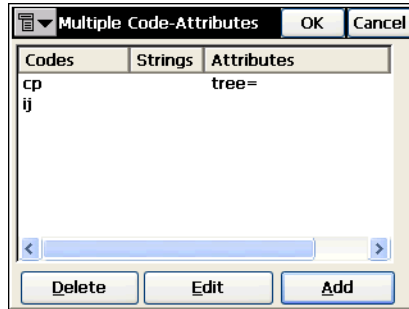 Multiple Code-Attributes OK Cancel
Codes Strings Attributes
cp tree=
ij
Delete Edit Add